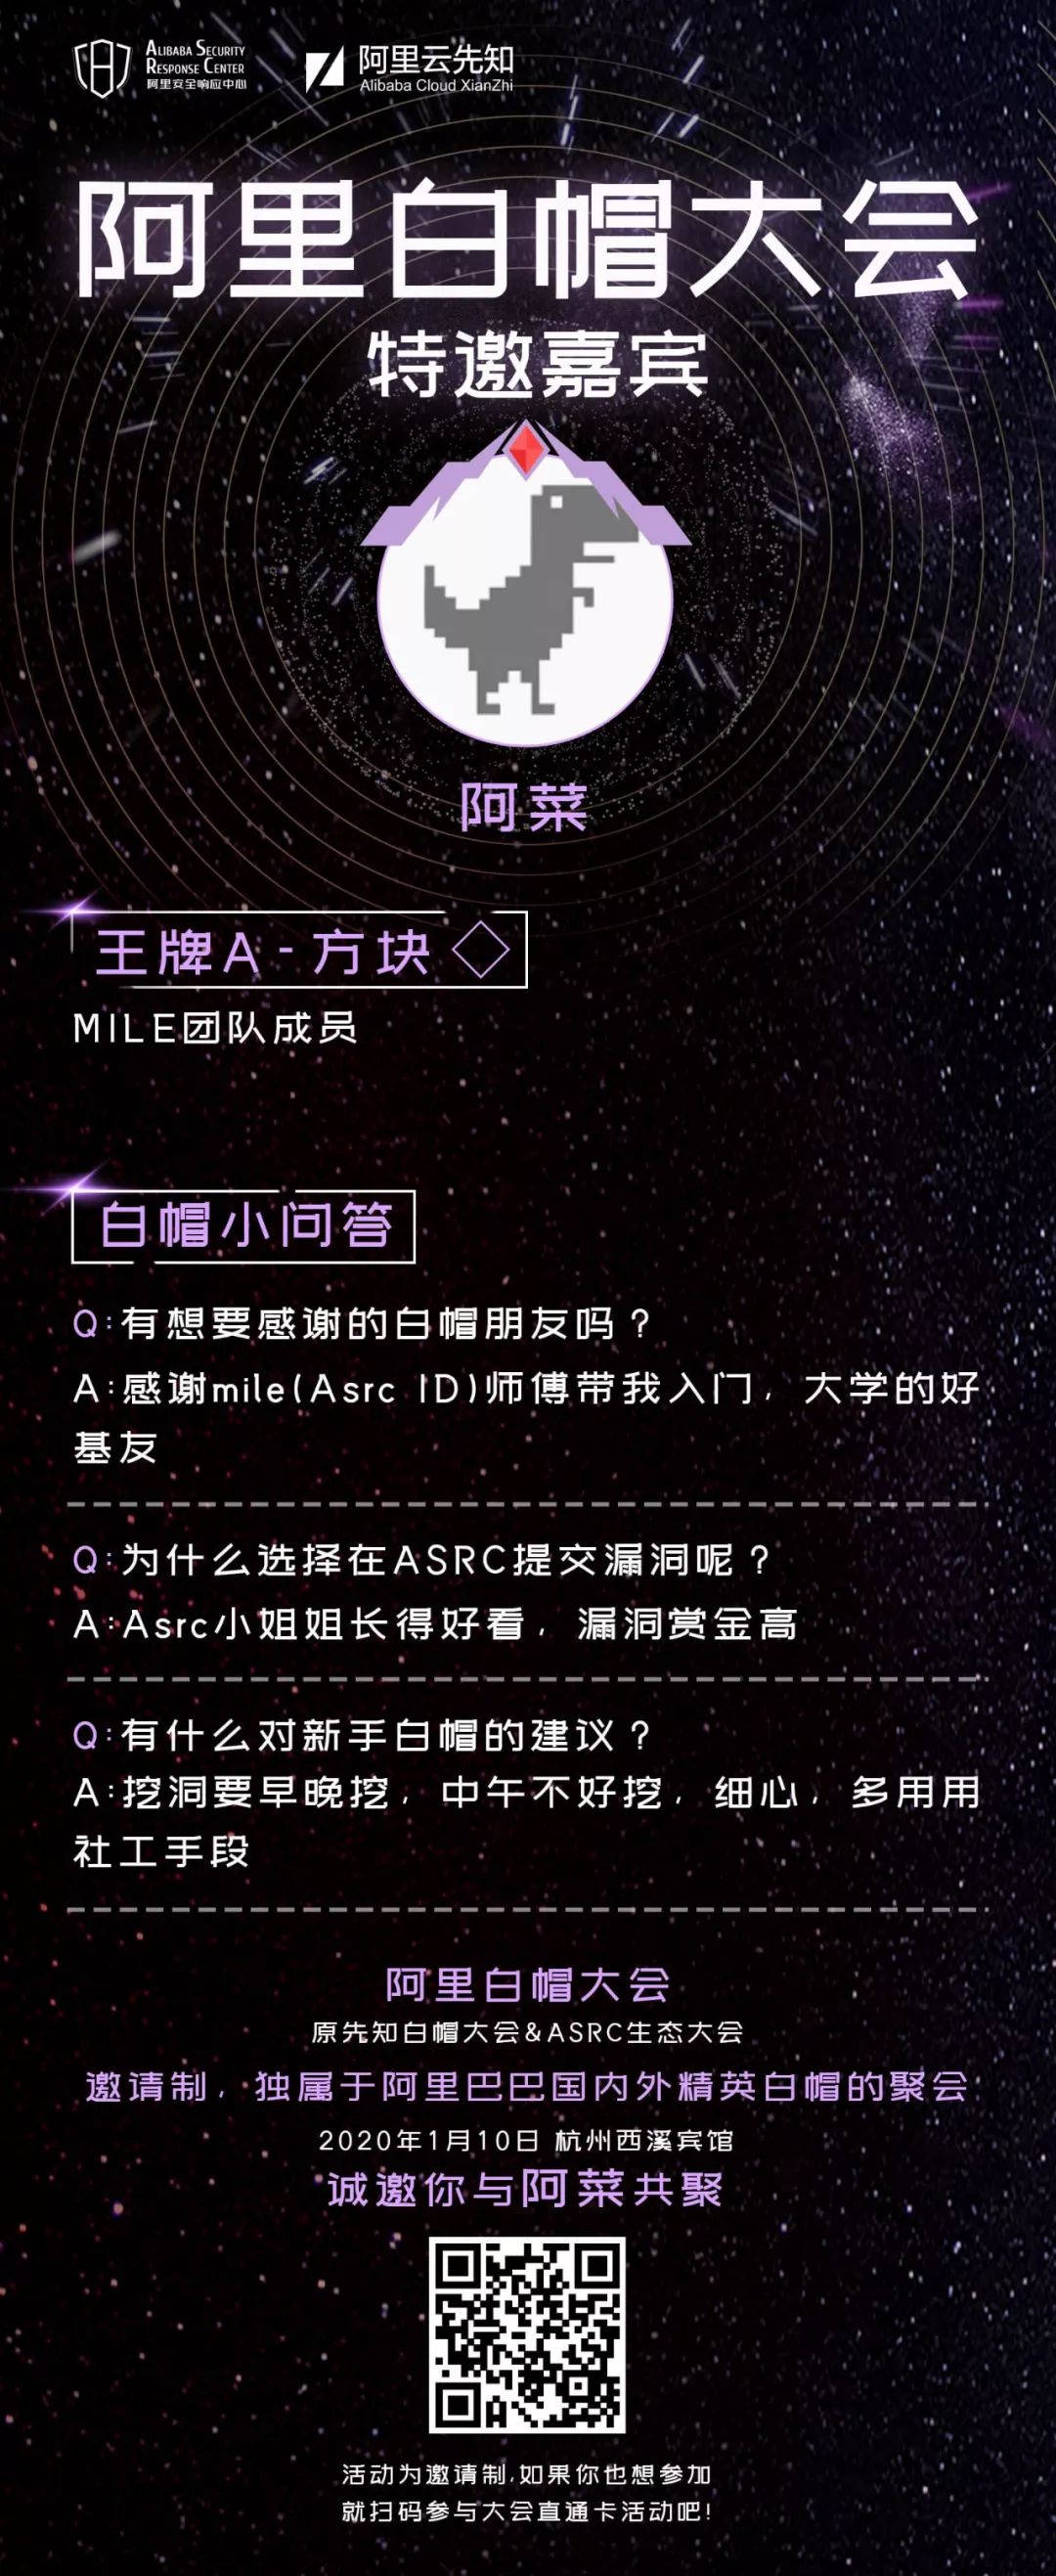 ALIBABA SECURITY
RESPONSE CENTER
阿里安全响应中心
阿里云先知
Alibaba Cloud XianZhi
阿里白帽大会
特邀嘉宾
阿菜
王牌A-方块
MILE团队成员
白帽小问答
Q:有想要感谢的白帽朋友吗?
A:感谢mile(Asrc ID)师傅带我入门,大学的好
基友
Q:为什么选择在ASRC提交漏洞呢?
A:Asrc小姐姐长得好看,漏洞赏金高
Q:有什么对新手白帽的建议?
A:挖洞要早晚挖,中午不好挖,细心,多用用
社工手段
阿里白帽大会
原先知白帽大会&ASRC生态大会
邀请制,独属于阿里巴巴国内外精英白帽的聚会
2020年1月10日 杭州西溪宾馆
诚邀你与阿菜共聚
活动为邀请制,如果你也想参加
就扫码参与大会直通卡活动吧!